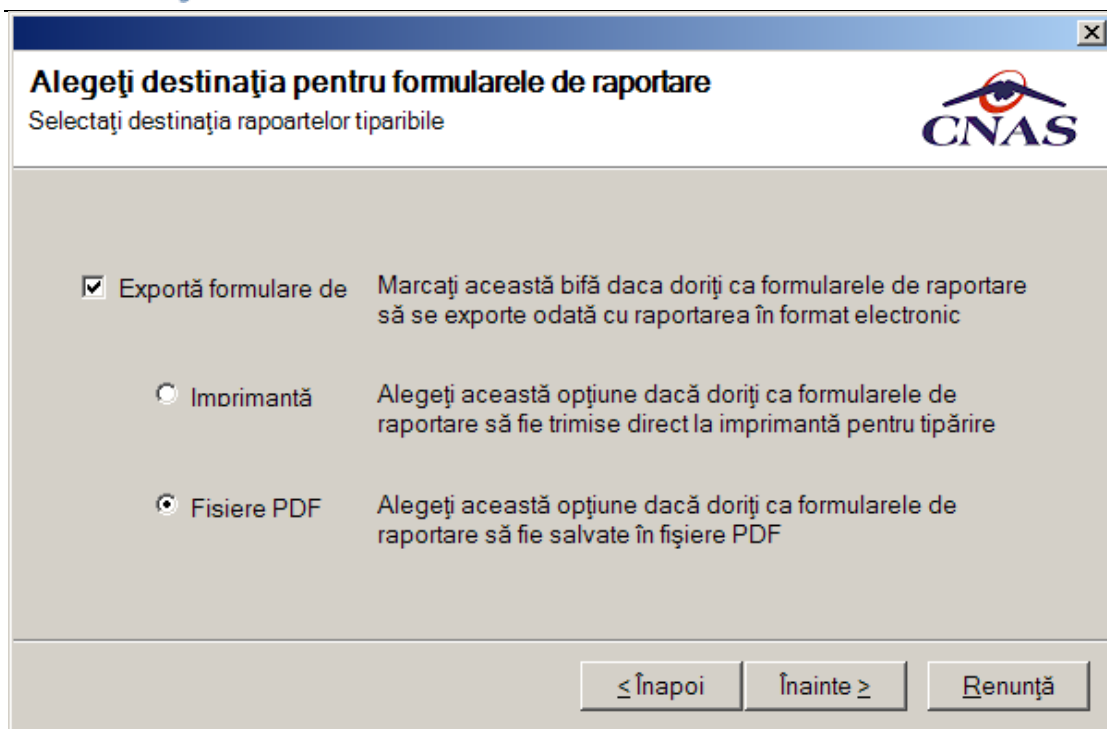 Alegeţi destinaţia pentru formularele de raportare
Selectaţi destinaţia rapoartelor tiparibile
CNAS
Exportă formulare de
Marcaţi această bifă daca doriţi ca formularele de raportare
să se exporte odată cu raportarea în format electronic
Imprimantă
Alegeţi această opţiune dacă doriţi ca formularele de
raportare să fie trimise direct la imprimantă pentru tipărire
Fisiere PDF
Alegeţi această opţiune dacă doriţi ca formularele de
raportare să fie salvate în fişiere PDF
< Înapoi
Înainte >
Renunţă